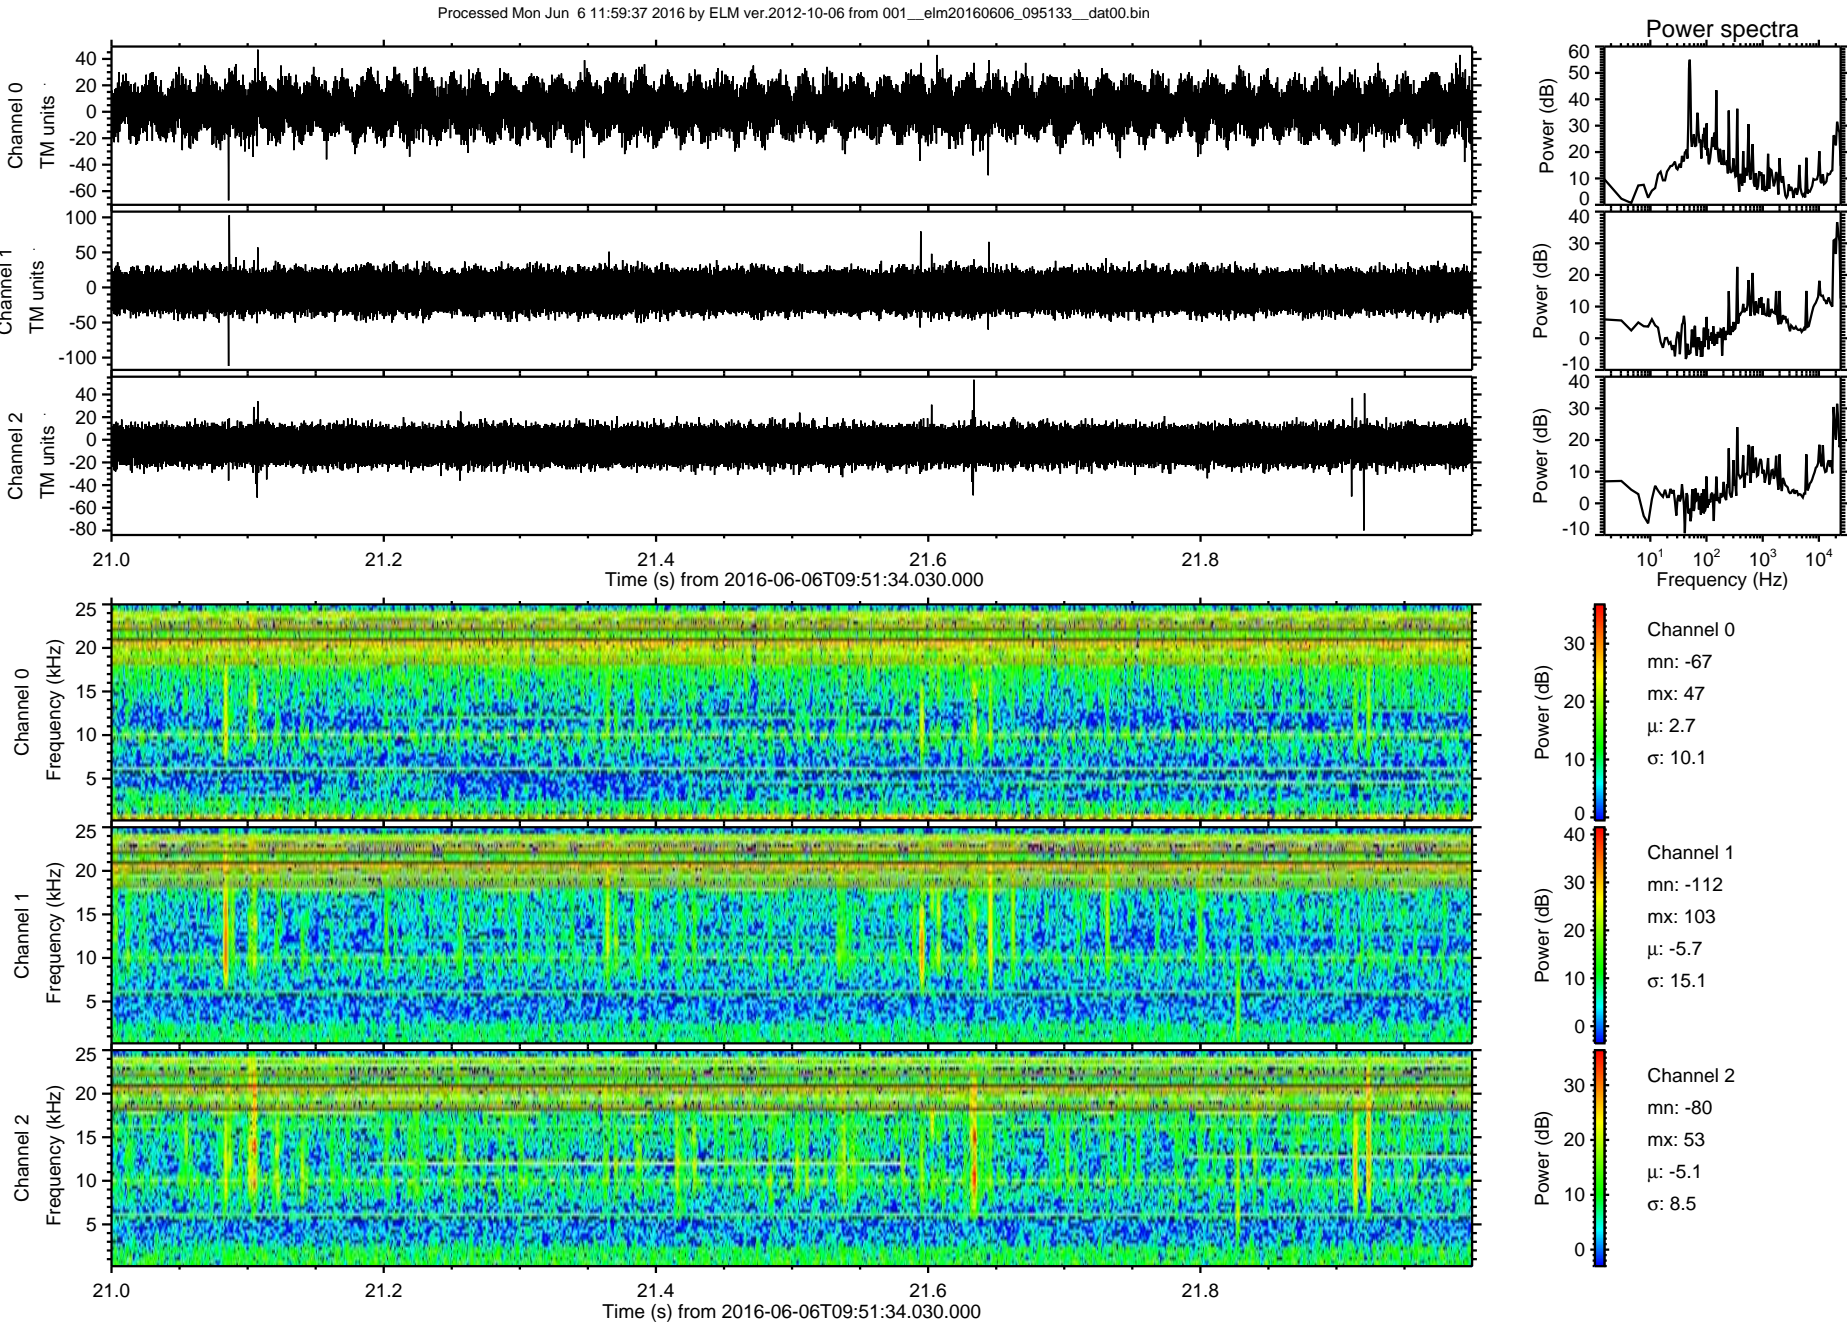 Processed Mon Jun  6 11:59:37 2016 by ELM ver.2012-10-06 from 001__elm20160606_095133__dat00.bin
Power spectra
Channel 0
TM units
40
20
0
-20
-40
-60
Power (dB)
60
50
40
30
20
10
0
Channel 1
TM units
100
50
0
-50
-100
Power (dB)
40
30
20
10
0
-10
Channel 2
TM units
40
20
0
-20
-40
-60
-80
Power (dB)
40
30
20
10
0
-10
21.0 21.2 21.4 21.6 21.8
Time (s) from 2016-06-06T09:51:34.030.000
10¹ 10² 10³ 10⁴
Frequency (Hz)
Channel 0
Frequency (kHz)
25
20
15
10
5
Power (dB)
30
20
10
0
Channel 0
mn: -67
mx: 47
μ: 2.7
σ: 10.1
Channel 1
Frequency (kHz)
25
20
15
10
5
Power (dB)
40
30
20
10
0
Channel 1
mn: -112
mx: 103
μ: -5.7
σ: 15.1
Channel 2
Frequency (kHz)
25
20
15
10
5
Power (dB)
30
20
10
0
Channel 2
mn: -80
mx: 53
μ: -5.1
σ: 8.5
21.0 21.2 21.4 21.6 21.8
Time (s) from 2016-06-06T09:51:34.030.000